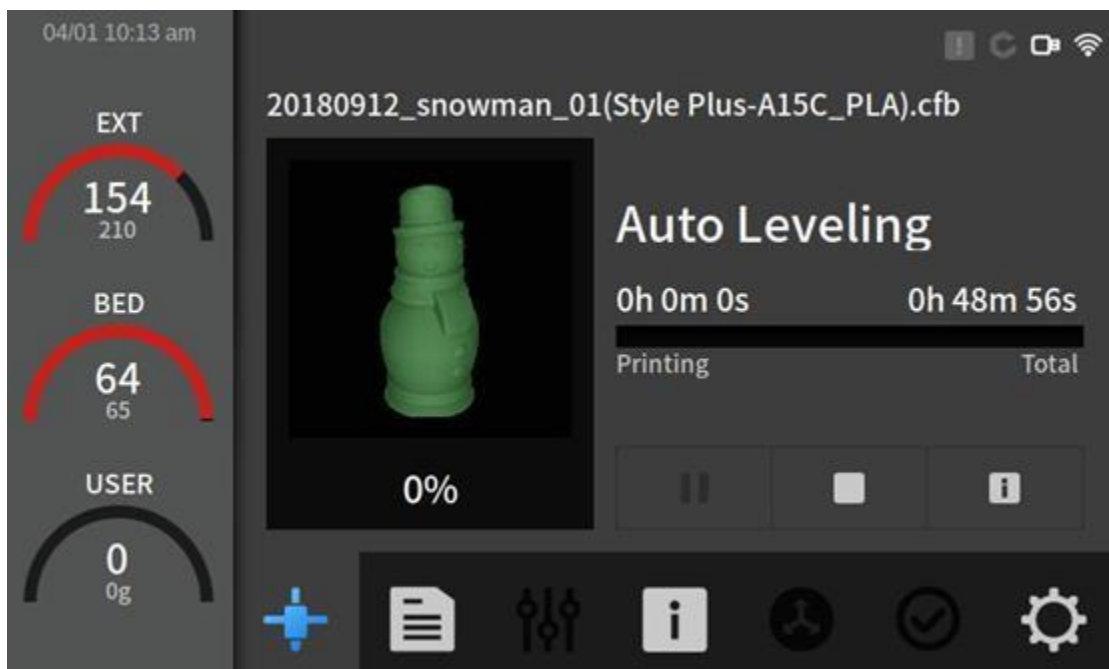 04/01 10:13 am
EXT
154
210
BED
64
65
USER
0
0g
20180912_snowman_01(Style Plus-A15C_PLA).cfb
0%
Auto Leveling
0h 0m 0s 0h 48m 56s
Printing Total